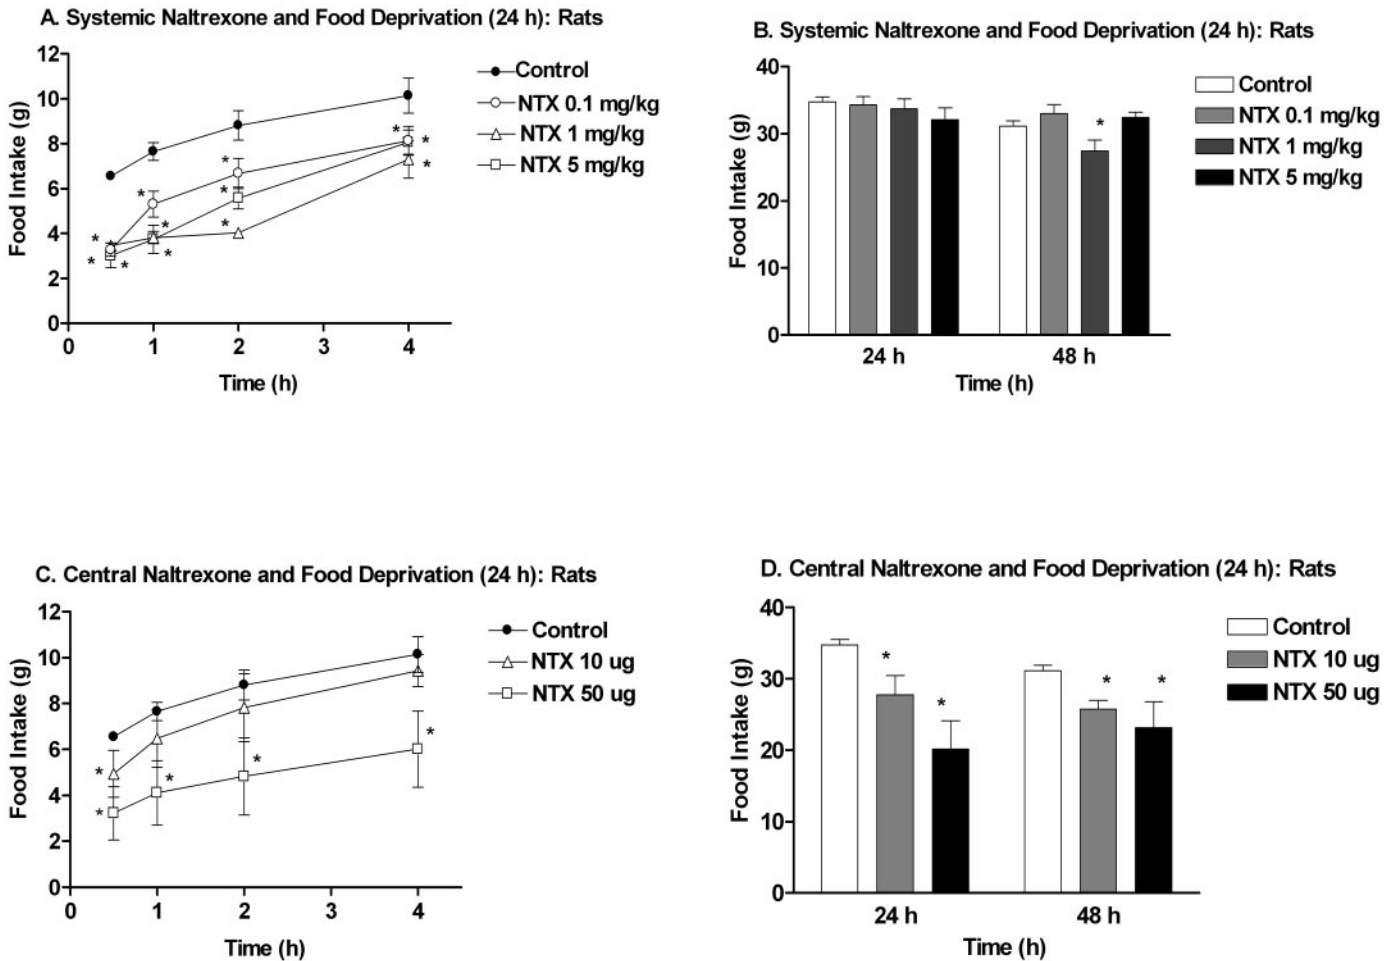 A. Systemic Naltrexone and Food Deprivation (24 h): Rats
12
10
8
6
4
2
0
Food Intake (g)
0 1 2 3 4
Time (h)
Control
NTX 0.1 mg/kg
NTX 1 mg/kg
NTX 5 mg/kg
* * * * * * * * * * * *
B. Systemic Naltrexone and Food Deprivation (24 h): Rats
40
30
20
10
0
Food Intake (g)
24 h 48 h
Time (h)
Control
NTX 0.1 mg/kg
NTX 1 mg/kg
NTX 5 mg/kg
*
C. Central Naltrexone and Food Deprivation (24 h): Rats
12
10
8
6
4
2
0
Food Intake (g)
0 1 2 3 4
Time (h)
Control
NTX 10 ug
NTX 50 ug
* * * * *
D. Central Naltrexone and Food Deprivation (24 h): Rats
40
30
20
10
0
Food Intake (g)
24 h 48 h
Time (h)
Control
NTX 10 ug
NTX 50 ug
* * * *